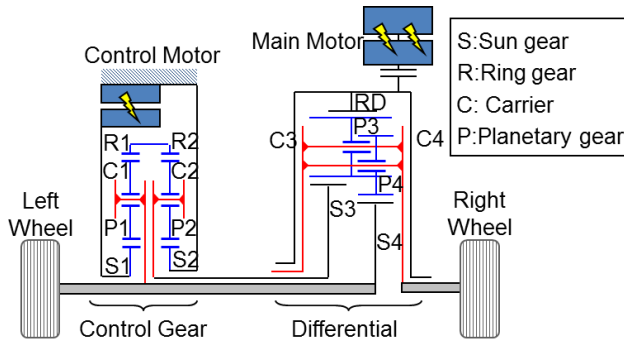 Control Motor
Main Motor
S:Sun gear
R:Ring gear
C: Carrier
P:Planetary gear
R1
R2
RD
C3
P3
C4
C1
C2
P4
Left
Wheel
P1
P2
S3
S4
Right
Wheel
S1
S2
Control Gear
Differential